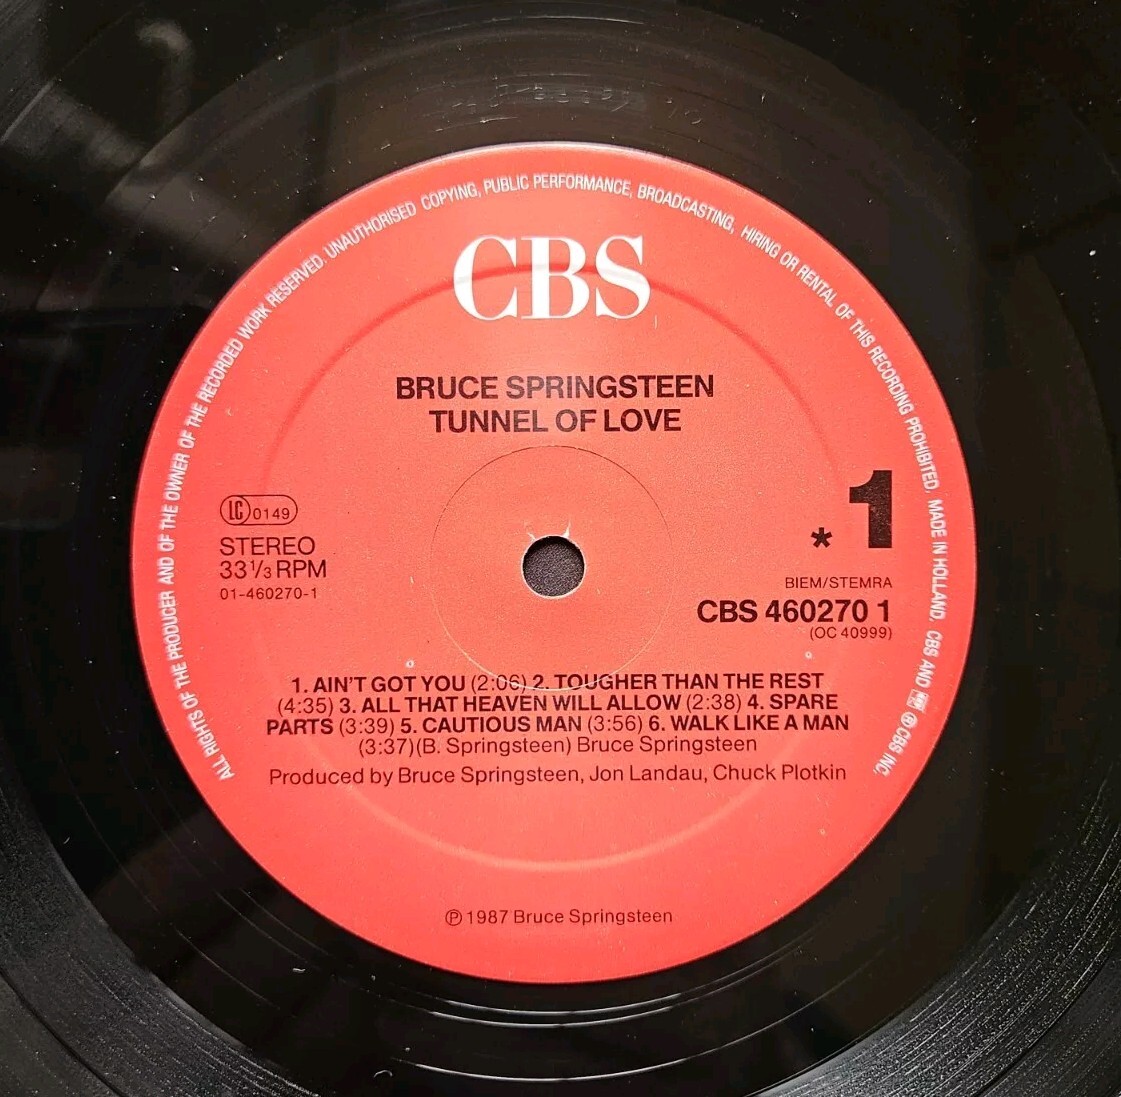 ALL RIGHTS OF THE PRODUCER AND OF THE OWNER OF THE RECORDED WORK RESERVED. UNAUTHORISED COPYING, PUBLIC PERFORMANCE, BROADCASTING, HIRING OR RENTAL OF THIS RECORDING PROHIBITED. MADE IN HOLLAND. CBS AND ® CBS INC.
CBS
BRUCE SPRINGSTEEN
TUNNEL OF LOVE
LC 0149
STEREO
33 1/3 RPM
01-460270-1
* 1
BIEM/STEMRA
CBS 460270 1
(OC 40999)
1. AIN'T GOT YOU (2:06) 2. TOUGHER THAN THE REST
(4:35) 3. ALL THAT HEAVEN WILL ALLOW (2:38) 4. SPARE
PARTS (3:39) 5. CAUTIOUS MAN (3:56) 6. WALK LIKE A MAN
(3:37)(B. Springsteen) Bruce Springsteen
Produced by Bruce Springsteen, Jon Landau, Chuck Plotkin
℗ 1987 Bruce Springsteen